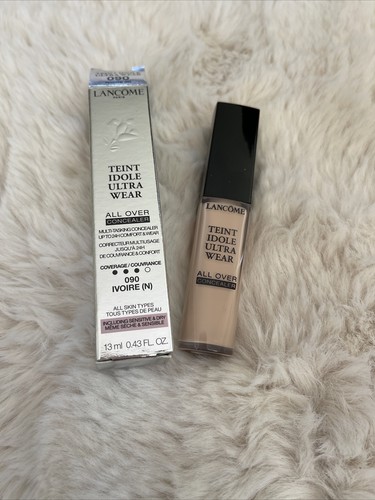 090
LANCÔME
PARIS
TEINT
IDOLE
ULTRA
WEAR
ALL OVER
CONCEALER
MULTI-TASKING CONCEALER
UP TO 24H COMFORT & WEAR
CORRECTEUR MULTIUSAGE
JUSQU'À 24H
DE COUVRANCE & CONFORT
COVERAGE / COUVRANCE
090
IVOIRE (N)
ALL SKIN TYPES
TOUS TYPES DE PEAU
INCLUDING SENSITIVE & DRY
MÊME SÈCHE & SENSIBLE
13 ml 0.43 FL. OZ.
LANCÔME
TEINT
IDOLE
ULTRA
WEAR
ALL OVER
CONCEALER